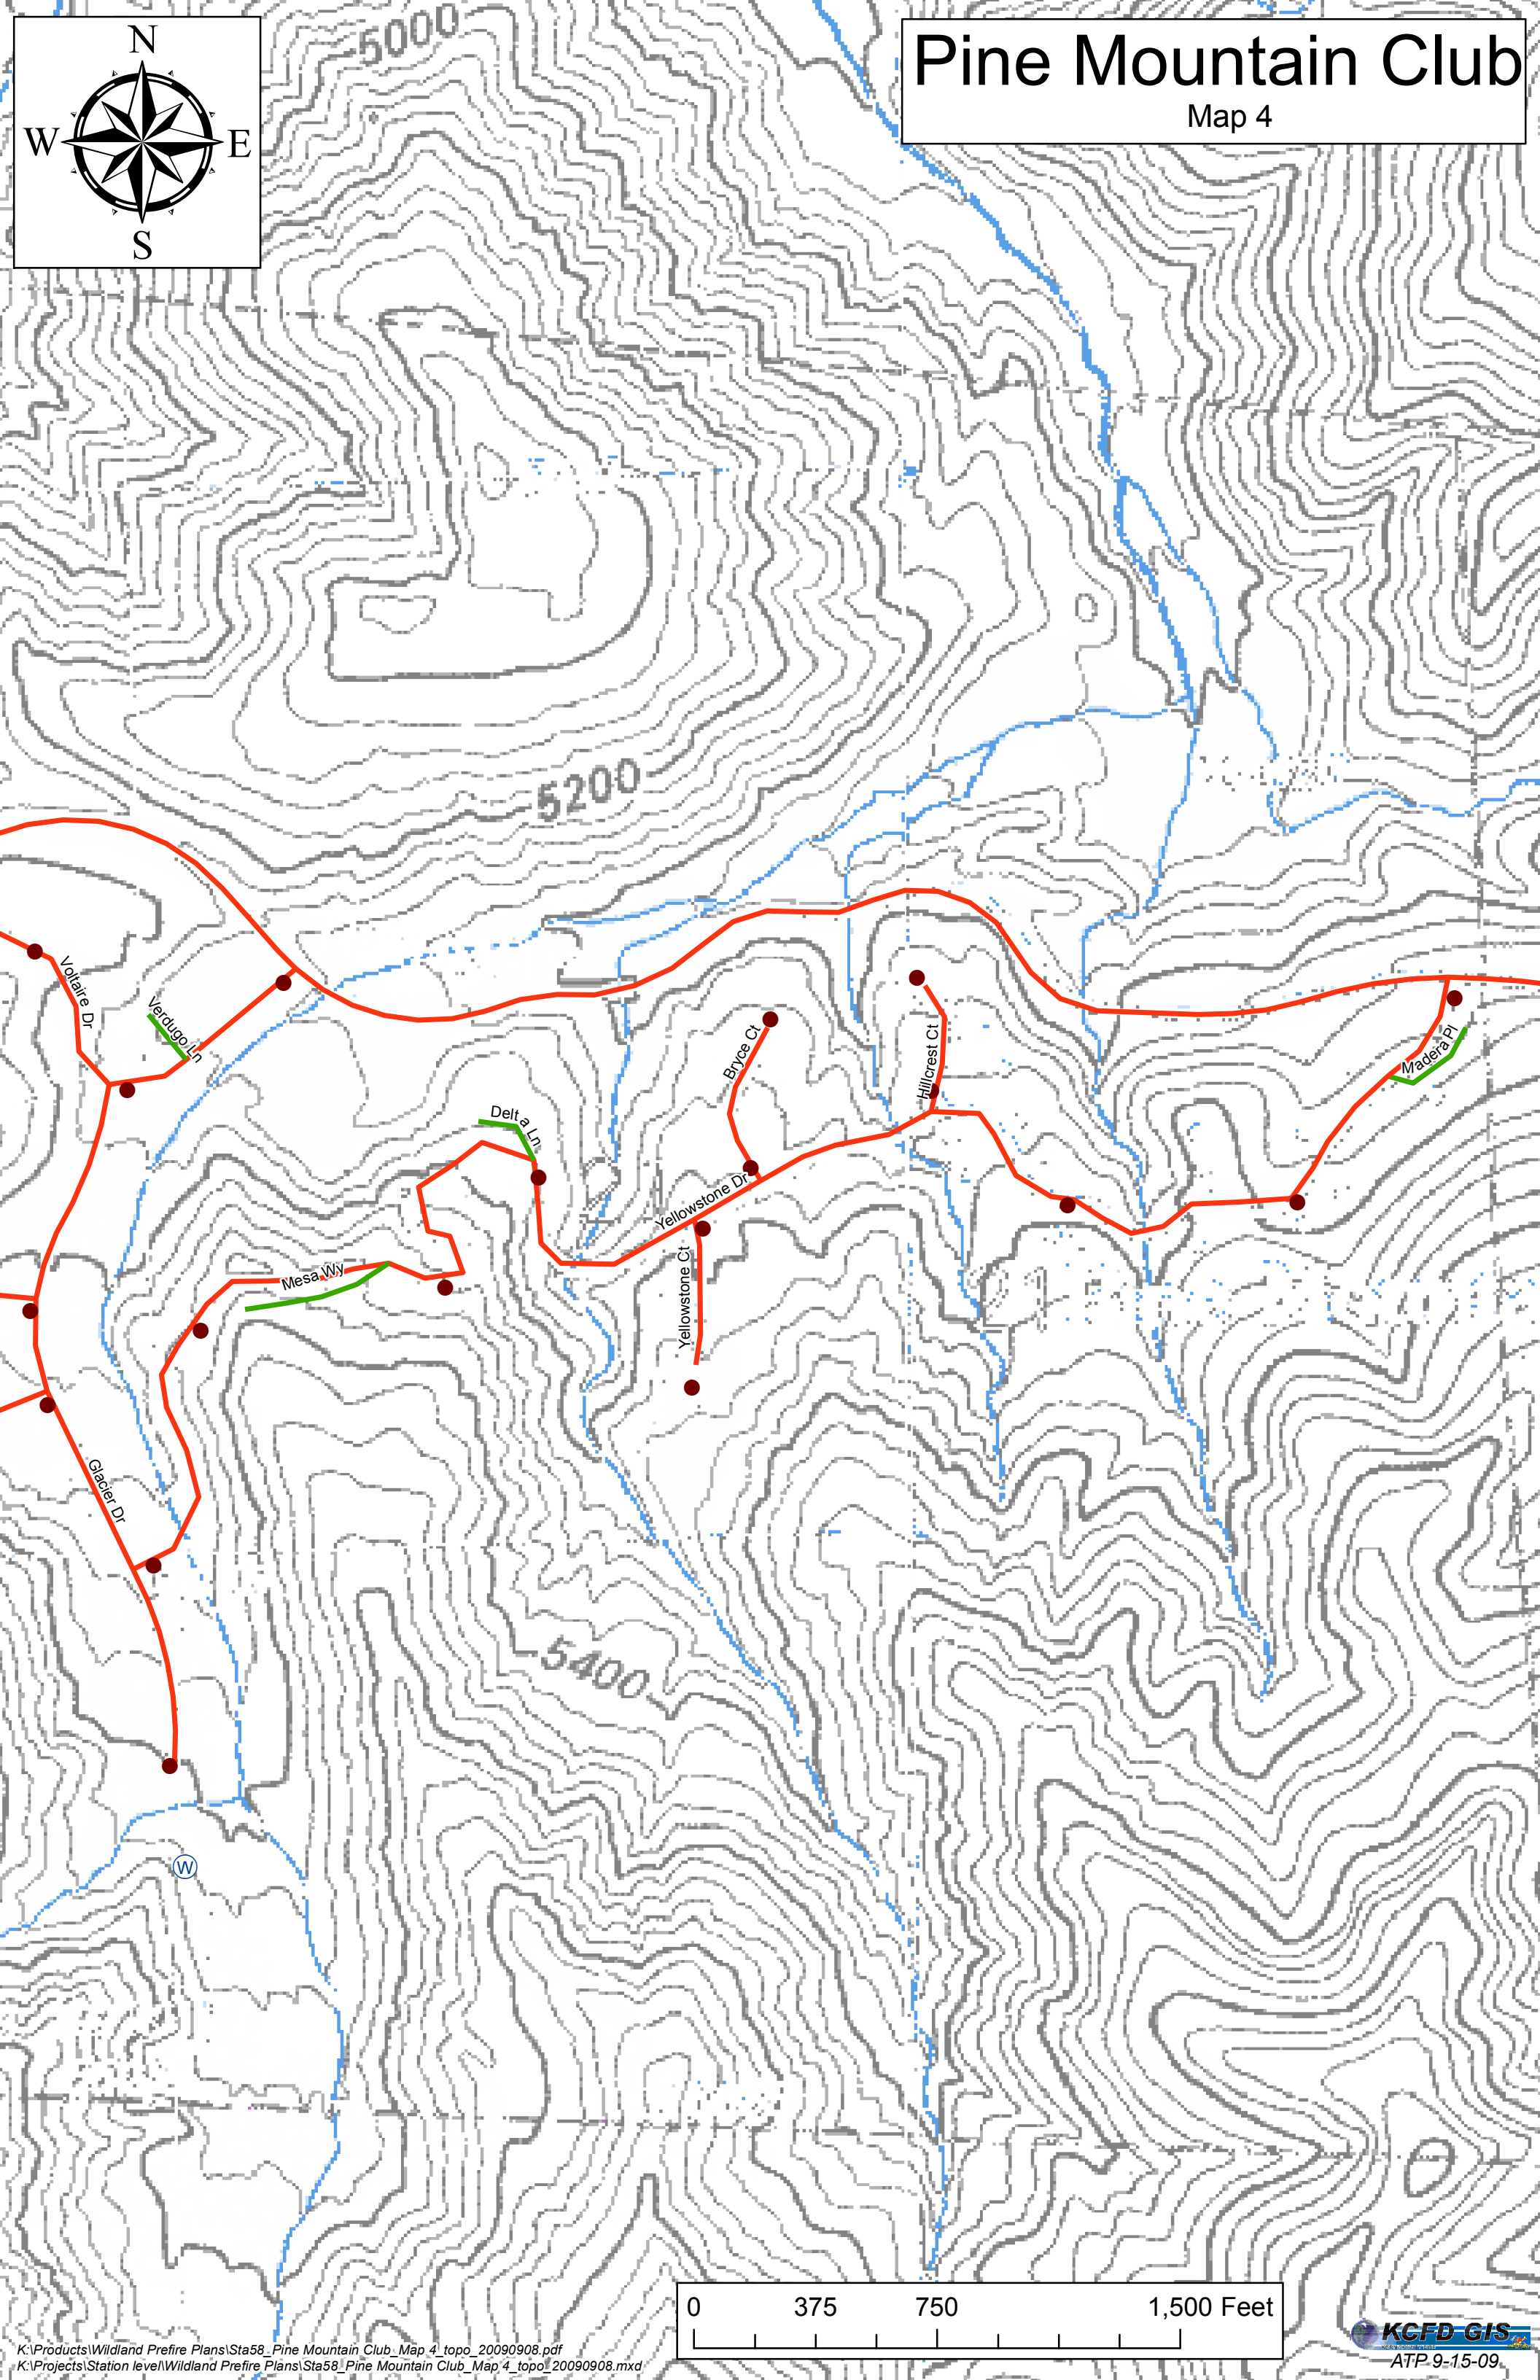 N
W E
S
Pine Mountain Club
Map 4
5000
5200
Voltaire Dr
Verdugo Ln
Bryce Ct
Hillcrest Ct
Madera Pl
Delta Ln
Yellowstone Dr
Mesa Wy
Yellowstone Ct
Glacier Dr
5400
W
0 375 750 1,500 Feet
K:\Products\Wildland Prefire Plans\Sta58_Pine Mountain Club_Map 4_topo_20090908.pdf
K:\Projects\Station level\Wildland Prefire Plans\Sta58_Pine Mountain Club_Map 4_topo_20090908.mxd
KCFD GIS
ATP 9-15-09